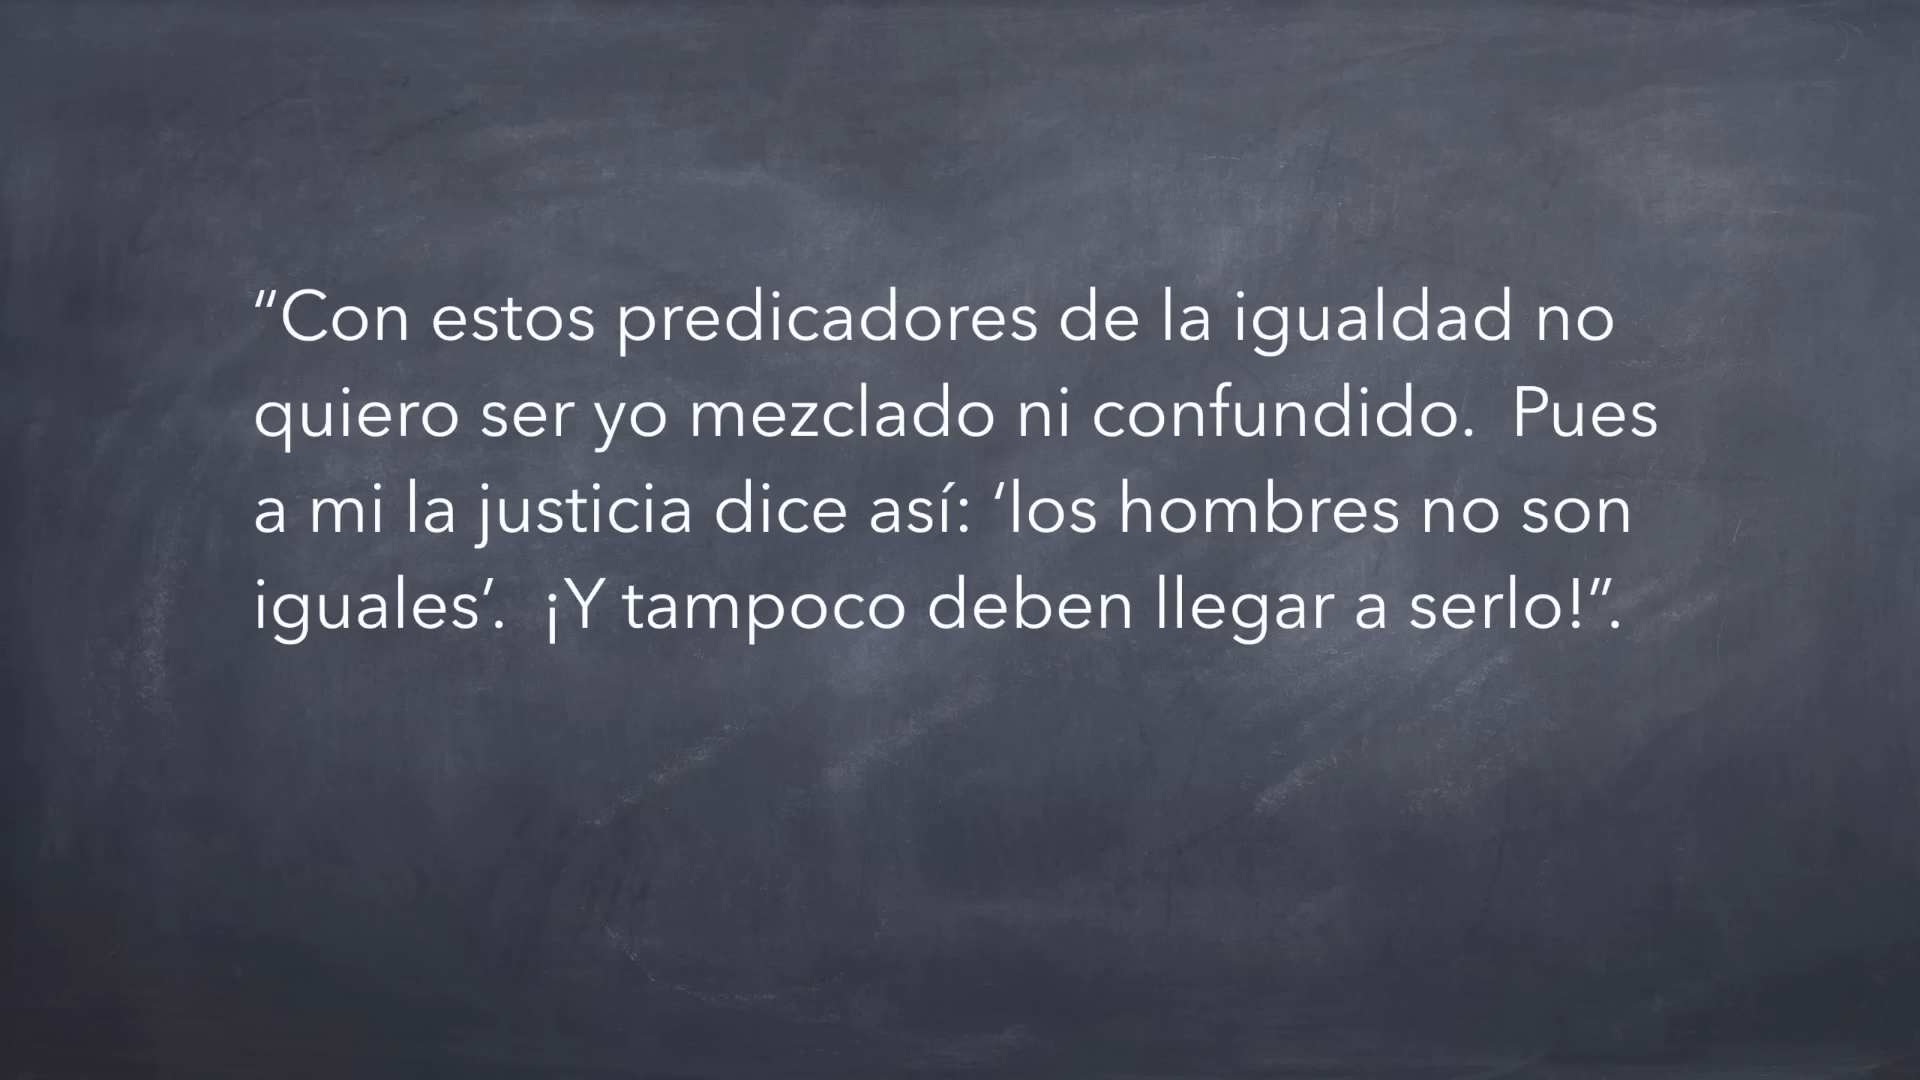 “Con estos predicadores de la igualdad no
quiero ser yo mezclado ni confundido.  Pues
a mi la justicia dice así: ‘los hombres no son
iguales’.  ¡Y tampoco deben llegar a serlo!”.